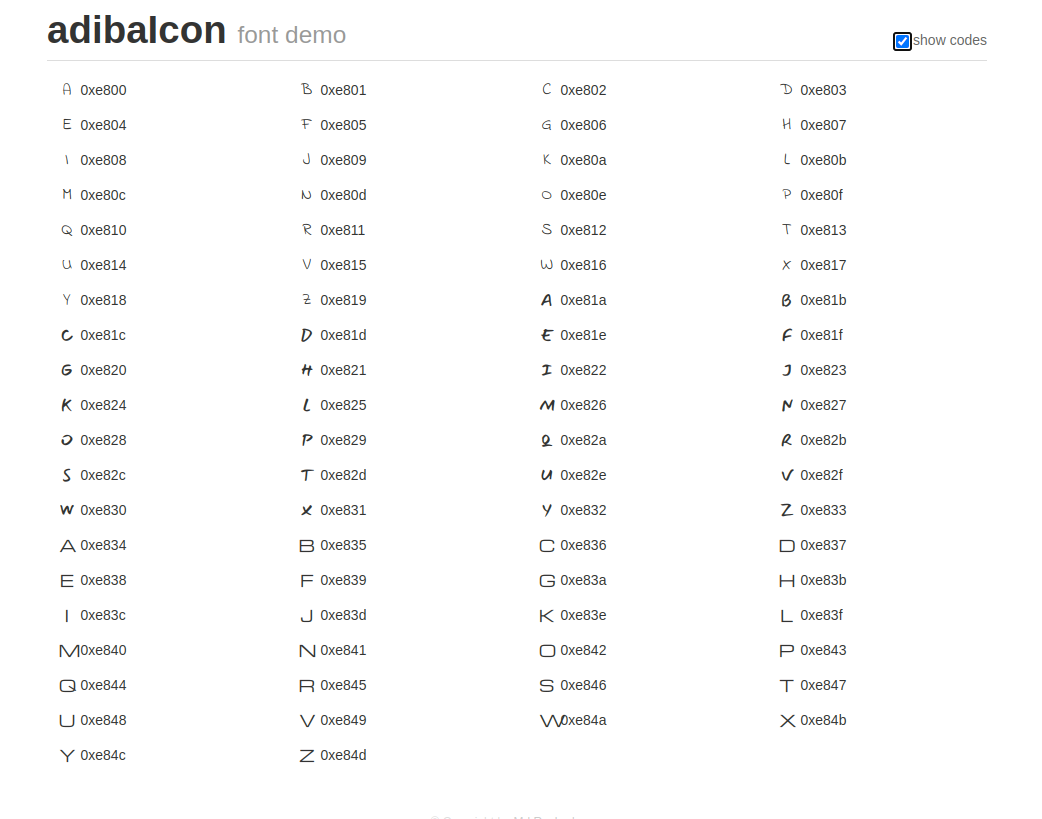 adibaIcon font demo
show codes
A 0xe800 B 0xe801 C 0xe802 D 0xe803
E 0xe804 F 0xe805 G 0xe806 H 0xe807
I 0xe808 J 0xe809 K 0xe80a L 0xe80b
M 0xe80c N 0xe80d O 0xe80e P 0xe80f
Q 0xe810 R 0xe811 S 0xe812 T 0xe813
U 0xe814 V 0xe815 W 0xe816 X 0xe817
Y 0xe818 Z 0xe819 A 0xe81a B 0xe81b
C 0xe81c D 0xe81d E 0xe81e F 0xe81f
G 0xe820 H 0xe821 I 0xe822 J 0xe823
K 0xe824 L 0xe825 M 0xe826 N 0xe827
O 0xe828 P 0xe829 Q 0xe82a R 0xe82b
S 0xe82c T 0xe82d U 0xe82e V 0xe82f
W 0xe830 X 0xe831 Y 0xe832 Z 0xe833
A 0xe834 B 0xe835 C 0xe836 D 0xe837
E 0xe838 F 0xe839 G 0xe83a H 0xe83b
I 0xe83c J 0xe83d K 0xe83e L 0xe83f
M 0xe840 N 0xe841 O 0xe842 P 0xe843
Q 0xe844 R 0xe845 S 0xe846 T 0xe847
U 0xe848 V 0xe849 W 0xe84a X 0xe84b
Y 0xe84c Z 0xe84d